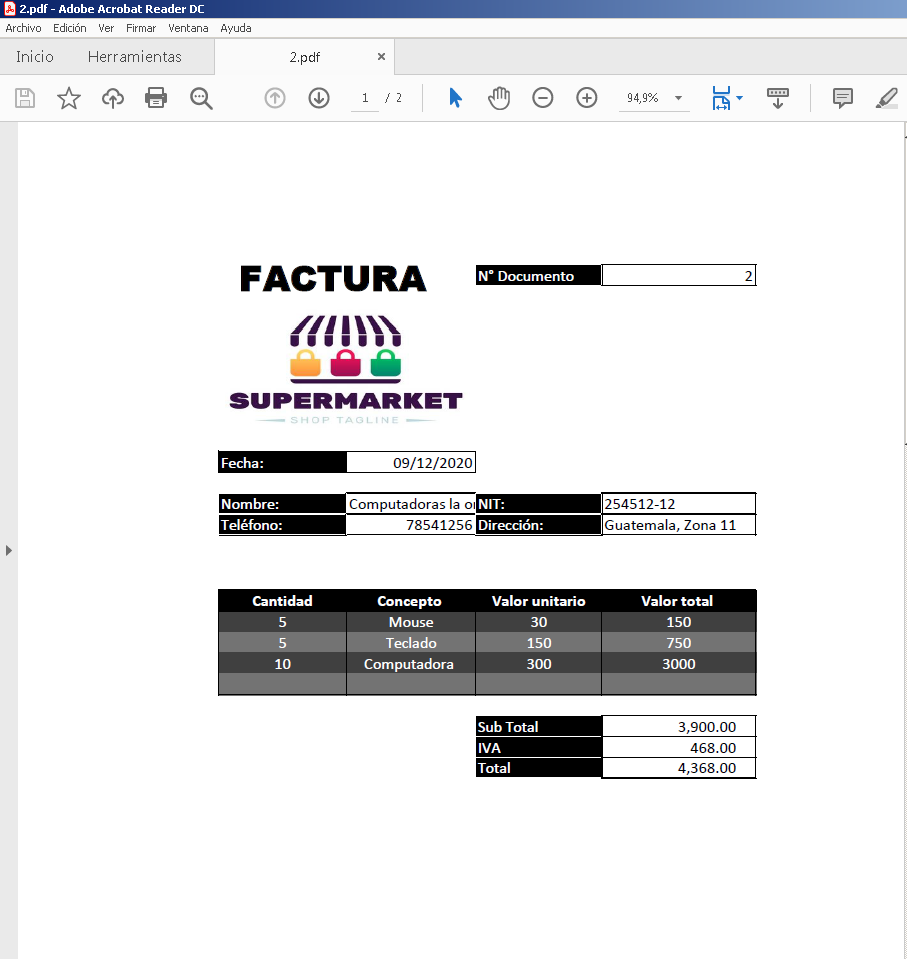 2.pdf - Adobe Acrobat Reader DC
Archivo Edición Ver Firmar Ventana Ayuda
Inicio Herramientas 2.pdf ×
1 / 2 94,9%
FACTURA N° Documento 2
SUPERMARKET
SHOP TAGLINE
Fecha: 09/12/2020
Nombre: Computadoras la NIT: 254512-12
Teléfono: 78541256 Dirección: Guatemala, Zona 11
Cantidad Concepto Valor unitario Valor total
5 Mouse 30 150
5 Teclado 150 750
10 Computadora 300 3000
Sub Total 3,900.00
IVA 468.00
Total 4,368.00